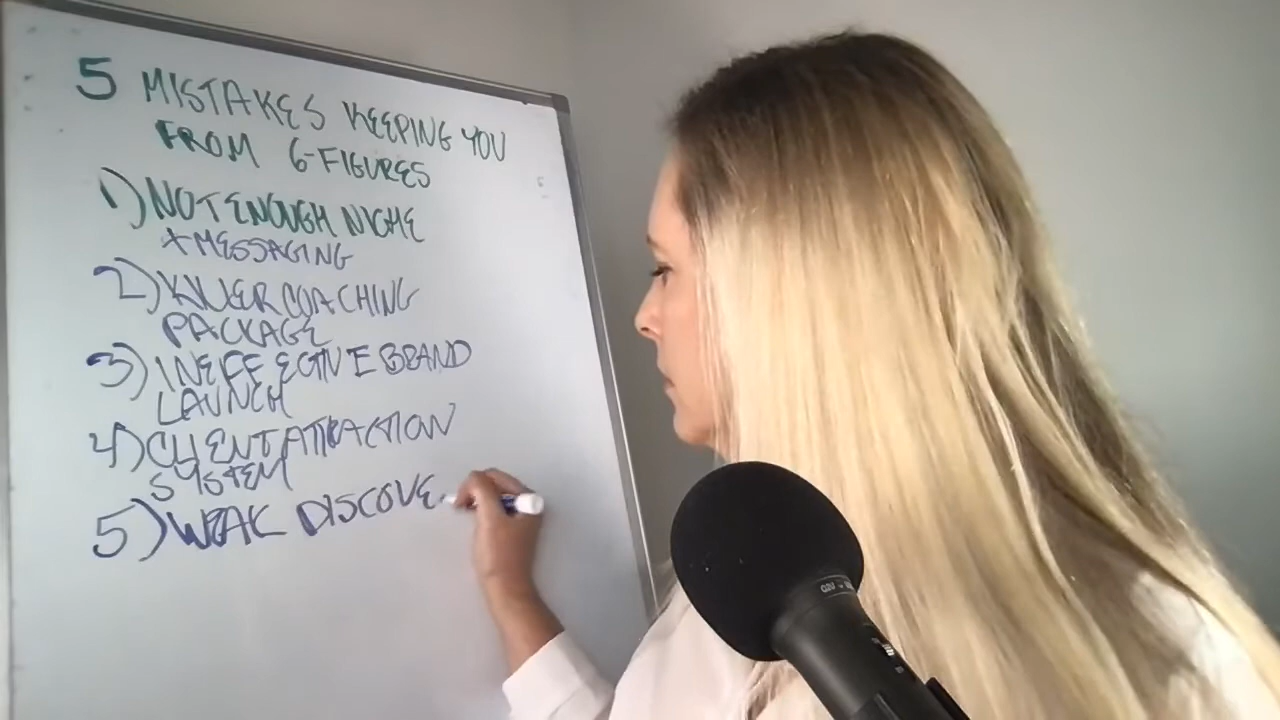 5 MISTAKES KEEPING YOU
FROM 6-FIGURES
1) NOT ENOUGH NICHE
+ MESSAGING
2) KILLER COACHING
PACKAGE
3) INEFFECTIVE BRAND
LAUNCH
4) CLIENT ATTRACTION
SYSTEM
5) WEAK DISCOVE